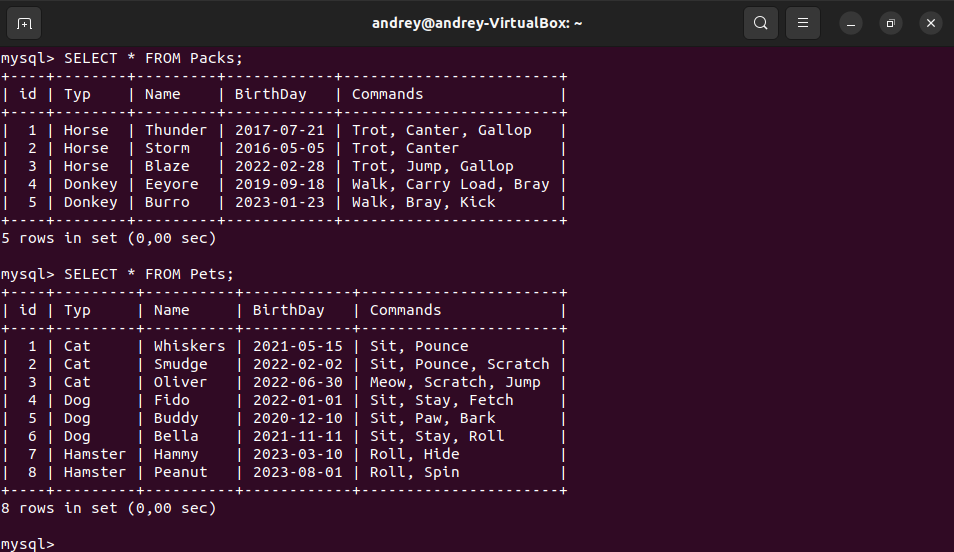 andrey@andrey-VirtualBox: ~
mysql> SELECT * FROM Packs;
+----+--------+---------+------------+------------------------+
| id | Typ    | Name    | BirthDay   | Commands               |
+----+--------+---------+------------+------------------------+
|  1 | Horse  | Thunder | 2017-07-21 | Trot, Canter, Gallop   |
|  2 | Horse  | Storm   | 2016-05-05 | Trot, Canter           |
|  3 | Horse  | Blaze   | 2022-02-28 | Trot, Jump, Gallop     |
|  4 | Donkey | Eeyore  | 2019-09-18 | Walk, Carry Load, Bray |
|  5 | Donkey | Burro   | 2023-01-23 | Walk, Bray, Kick       |
+----+--------+---------+------------+------------------------+
5 rows in set (0,00 sec)

mysql> SELECT * FROM Pets;
+----+---------+----------+------------+----------------------+
| id | Typ     | Name     | BirthDay   | Commands             |
+----+---------+----------+------------+----------------------+
|  1 | Cat     | Whiskers | 2021-05-15 | Sit, Pounce          |
|  2 | Cat     | Smudge   | 2022-02-02 | Sit, Pounce, Scratch |
|  3 | Cat     | Oliver   | 2022-06-30 | Meow, Scratch, Jump  |
|  4 | Dog     | Fido     | 2022-01-01 | Sit, Stay, Fetch     |
|  5 | Dog     | Buddy    | 2020-12-10 | Sit, Paw, Bark       |
|  6 | Dog     | Bella    | 2021-11-11 | Sit, Stay, Roll      |
|  7 | Hamster | Hammy    | 2023-03-10 | Roll, Hide           |
|  8 | Hamster | Peanut   | 2023-08-01 | Roll, Spin           |
+----+---------+----------+------------+----------------------+
8 rows in set (0,00 sec)

mysql>